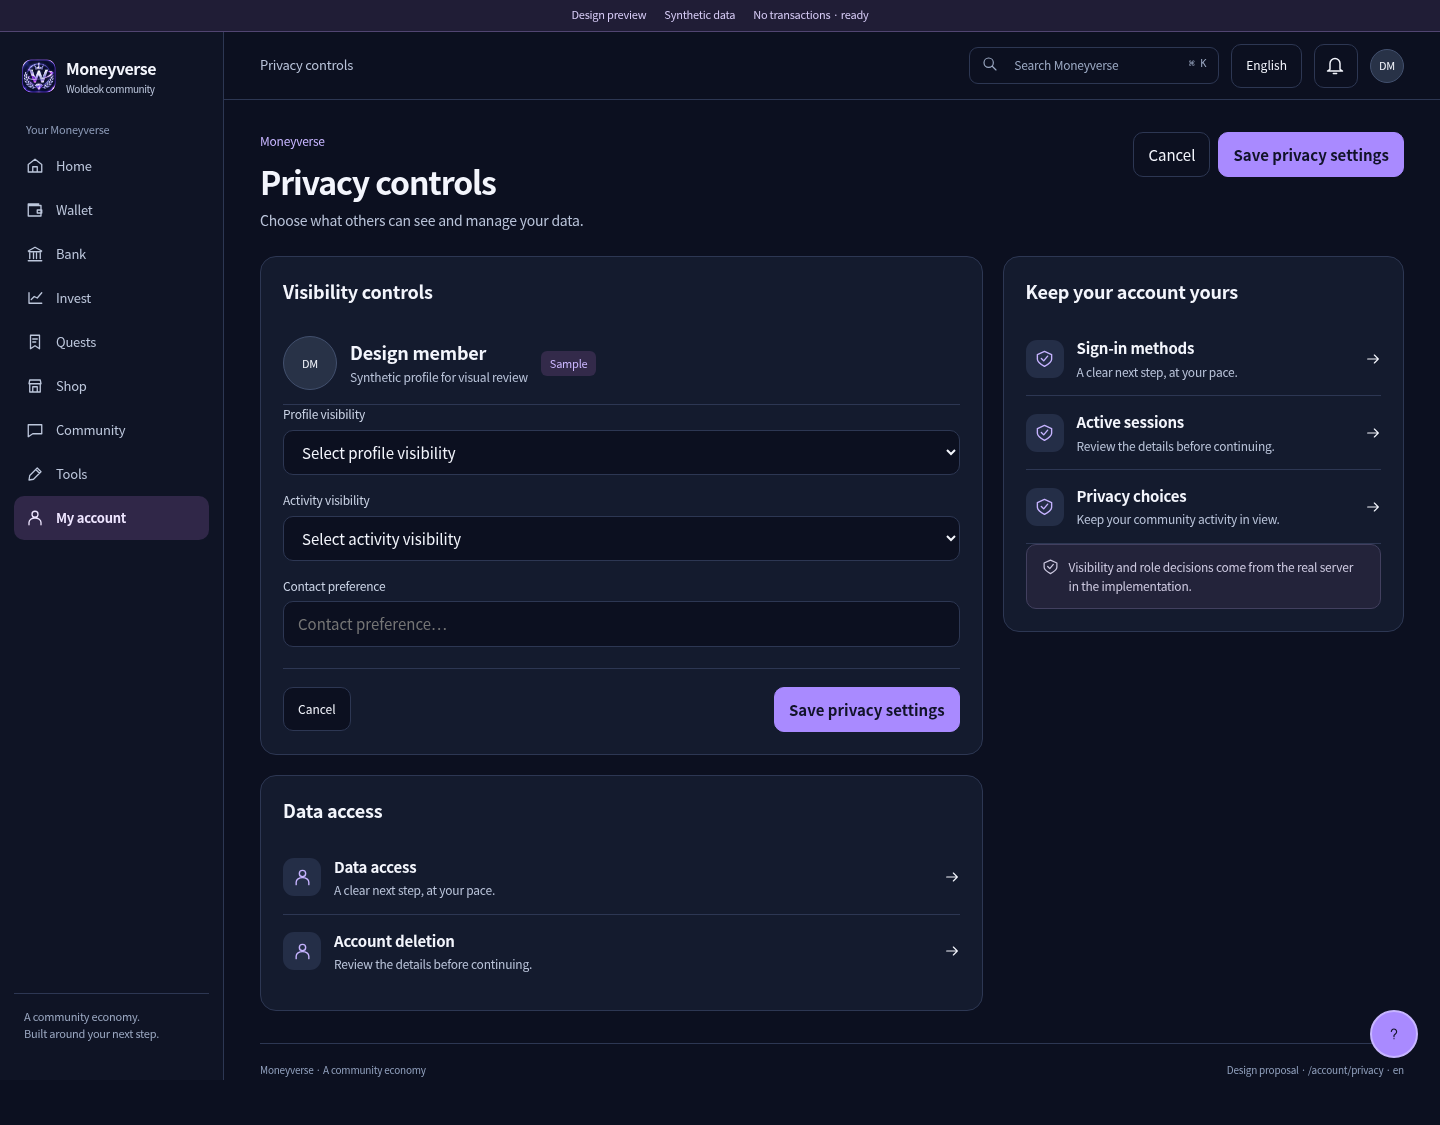 Design preview Synthetic data No transactions · ready
Moneyverse
Woldeok community
Your Moneyverse
Home
Wallet
Bank
Invest
Quests
Shop
Community
Tools
My account
A community economy.
Built around your next step.
Privacy controls
Search Moneyverse ⌘ K
English
DM
Moneyverse
Privacy controls
Choose what others can see and manage your data.
Cancel
Save privacy settings
Visibility controls
DM
Design member
Synthetic profile for visual review
Sample
Profile visibility
Select profile visibility
Activity visibility
Select activity visibility
Contact preference
Contact preference...
Cancel
Save privacy settings
Keep your account yours
Sign-in methods
A clear next step, at your pace.
Active sessions
Review the details before continuing.
Privacy choices
Keep your community activity in view.
Visibility and role decisions come from the real server
in the implementation.
Data access
Data access
A clear next step, at your pace.
Account deletion
Review the details before continuing.
?
Moneyverse · A community economy
Design proposal · /account/privacy · en